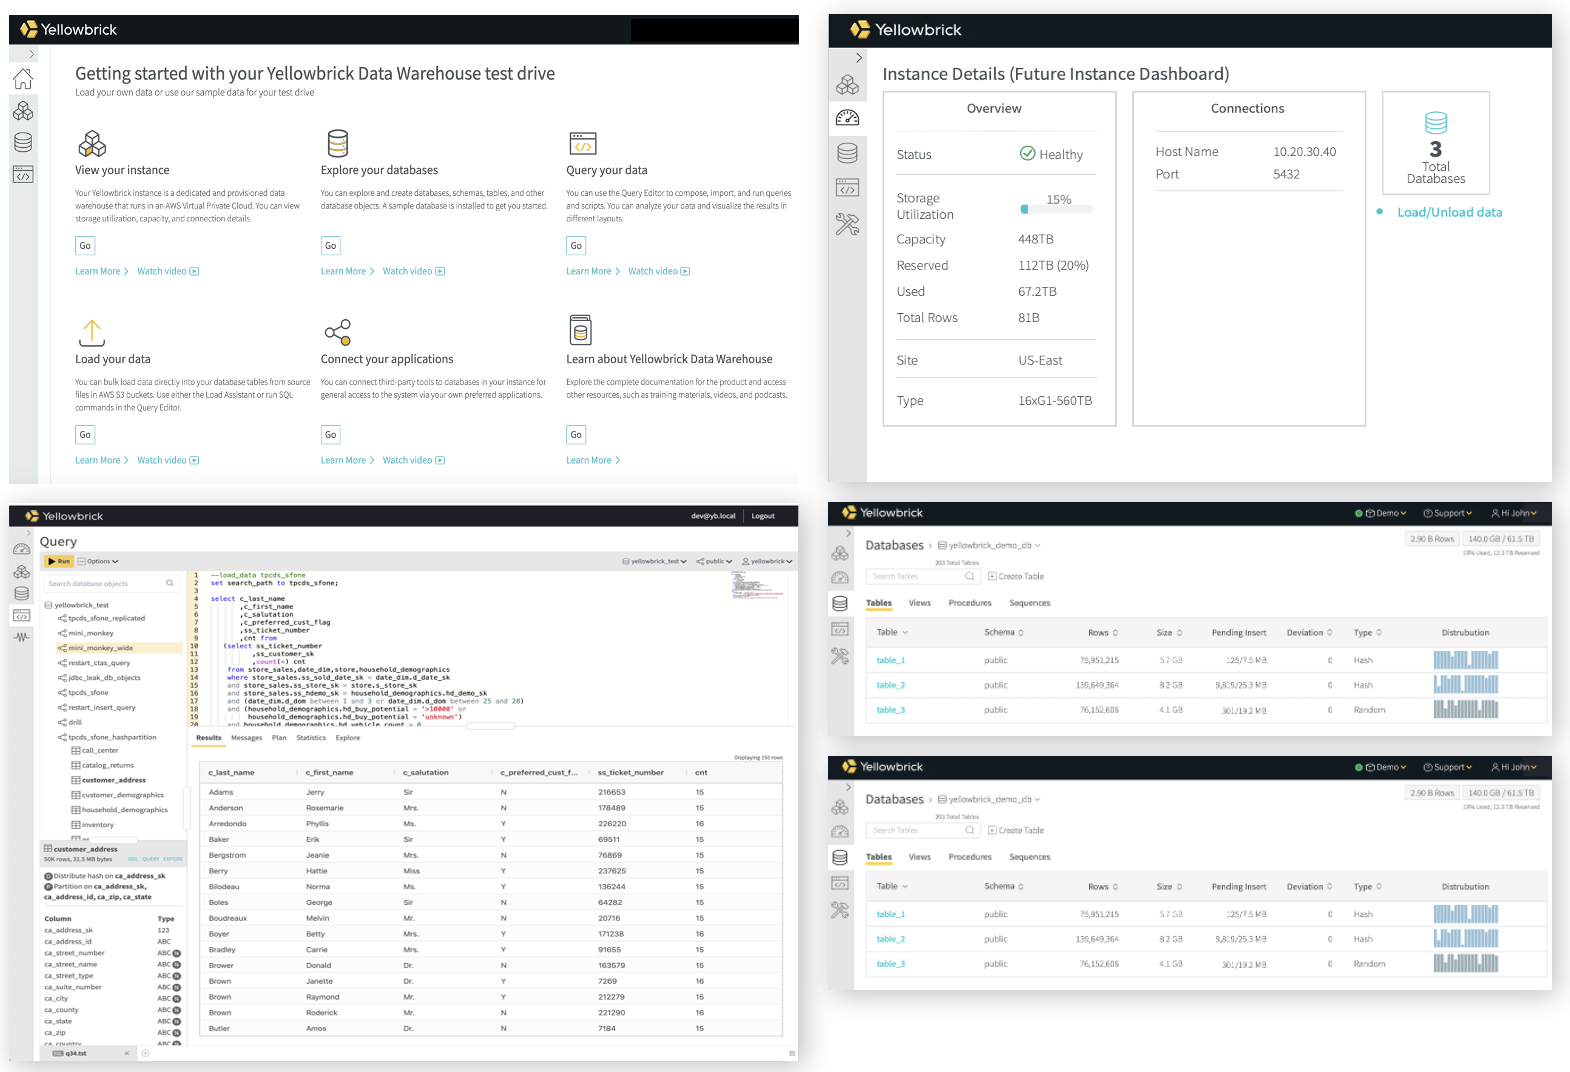 Yellowbrick
Getting started with your Yellowbrick Data Warehouse test drive
Load your own data or use our sample data for your test drive
View your instance
Your Yellowbrick instance is a dedicated and provisioned data
warehouse that runs in an AWS Virtual Private Cloud. You can view
storage utilization, capacity, and connection details.
Go
Learn More > Watch video
Explore your databases
You can explore and create databases, schemas, tables, and other
database objects. A sample database is installed to get you started.
Go
Learn More > Watch video
Query your data
You can use the Query Editor to compose, import, and run queries
and scripts. You can analyze your data and visualize the results in
different layouts.
Go
Learn More > Watch video
Load your data
You can bulk load data directly into your database tables from source
files in AWS S3 buckets. Use either the Load Assistant or run SQL
commands in the Query Editor.
Go
Learn More > Watch video
Connect your applications
You can connect third-party tools to databases in your instance for
general access to the system via your own preferred applications.
Go
Learn More > Watch video
Learn about Yellowbrick Data Warehouse
Explore the complete documentation for the product and access
other resources, such as training materials, videos, and podcasts.
Go
Learn More >
Yellowbrick
Instance Details (Future Instance Dashboard)
Overview
Status Healthy
Storage
Utilization
15%
Capacity 448TB
Reserved 112TB (20%)
Used 67.2TB
Total Rows 81B
Site US-East
Type 16xG1-560TB
Connections
Host Name 10.20.30.40
Port 5432
3
Total
Databases
Load/Unload data
Yellowbrick
dev@yb.local Logout
Query
Run Options
yellowbrick_test public yellowbrick
Search database objects
yellowbrick_test
tpcds_sfone_replicated
mini_monkey
mini_monkey_wide
restart_ctas_query
jdbc_leak_db_objects
tpcds_sfone
restart_insert_query
drill
tpcds_sfone_hashpartition
call_center
catalog_returns
customer_address
customer_demographics
household_demographics
inventory
customer_address
50K rows, 31.5 MB bytes DDL QUERY EXPORE
Distribute hash on ca_address_sk
Partition on ca_address_sk,
ca_address_id, ca_zip, ca_state
Column Type
ca_address_sk 123
ca_address_id ABC
ca_street_number ABC N
ca_street_name ABC N
ca_street_type ABC N
ca_suite_number ABC N
ca_city ABC N
ca_county ABC N
ca_state ABC N
ca_zip ABC N
ca_country ABC N
q34.tst
1 --load_data tpcds_sfone
2 set search_path to tpcds_sfone;
3
4 select c_last_name
5 ,c_first_name
6 ,c_salutation
7 ,c_preferred_cust_flag
8 ,ss_ticket_number
9 ,cnt from
10 (select ss_ticket_number
11 ,ss_customer_sk
12 ,count(*) cnt
13 from store_sales,date_dim,store,household_demographics
14 where store_sales.ss_sold_date_sk = date_dim.d_date_sk
15 and store_sales.ss_store_sk = store.s_store_sk
16 and store_sales.ss_hdemo_sk = household_demographics.hd_demo_sk
17 and (date_dim.d_dom between 1 and 3 or date_dim.d_dom between 25 and 28)
18 and (household_demographics.hd_buy_potential = '>10000' or
19 household_demographics.hd_buy_potential = 'unknown')
20 and household_demographics.hd_vehicle_count > 0
Results Messages Plan Statistics Explore
Displaying 150 rows
c_last_name c_first_name c_salutation c_preferred_cust_f... ss_ticket_number cnt
Adams Jerry Sir N 216653 15
Anderson Rosemarie Mrs. N 178489 15
Arredondo Phyllis Ms. Y 226220 16
Baker Erik Sir Y 69511 15
Bergstrom Jeanie Mrs. N 76869 15
Berry Hattie Miss Y 237625 15
Bilodeau Norma Ms. Y 136244 15
Boles George Sir N 64282 15
Boudreaux Melvin Mr. N 20716 15
Boyer Betty Mrs. Y 171238 16
Bradley Carrie Mrs. Y 91655 15
Brower Donald Dr. N 163579 15
Brown Janette Dr. Y 7269 16
Brown Raymond Mr. Y 212279 15
Brown Roderick Mr. N 221290 16
Butler Amos Dr. N 7184 15
Yellowbrick
Demo Support Hi John
Databases > yellowbrick_demo_db
2.90 B Rows 140.0 GB / 61.5 TB
19% Used, 12.3 TB Reserved
203 Total Tables
Search Tables Create Table
Tables Views Procedures Sequences
Table Schema Rows Size Pending Insert Deviation Type Distrubution
table_1 public 75,951,215 5.7 GB 125/7.5 MB 0 Hash
table_2 public 139,649,364 8.2 GB 9,819/25.3 MB 0 Hash
table_3 public 76,152,606 4.1 GB 301/19.2 MB 0 Random
Yellowbrick
Demo Support Hi John
Databases > yellowbrick_demo_db
2.90 B Rows 140.0 GB / 61.5 TB
19% Used, 12.3 TB Reserved
203 Total Tables
Search Tables Create Table
Tables Views Procedures Sequences
Table Schema Rows Size Pending Insert Deviation Type Distrubution
table_1 public 75,951,215 5.7 GB 125/7.5 MB 0 Hash
table_2 public 139,649,364 8.2 GB 9,819/25.3 MB 0 Hash
table_3 public 76,152,606 4.1 GB 301/19.2 MB 0 Random